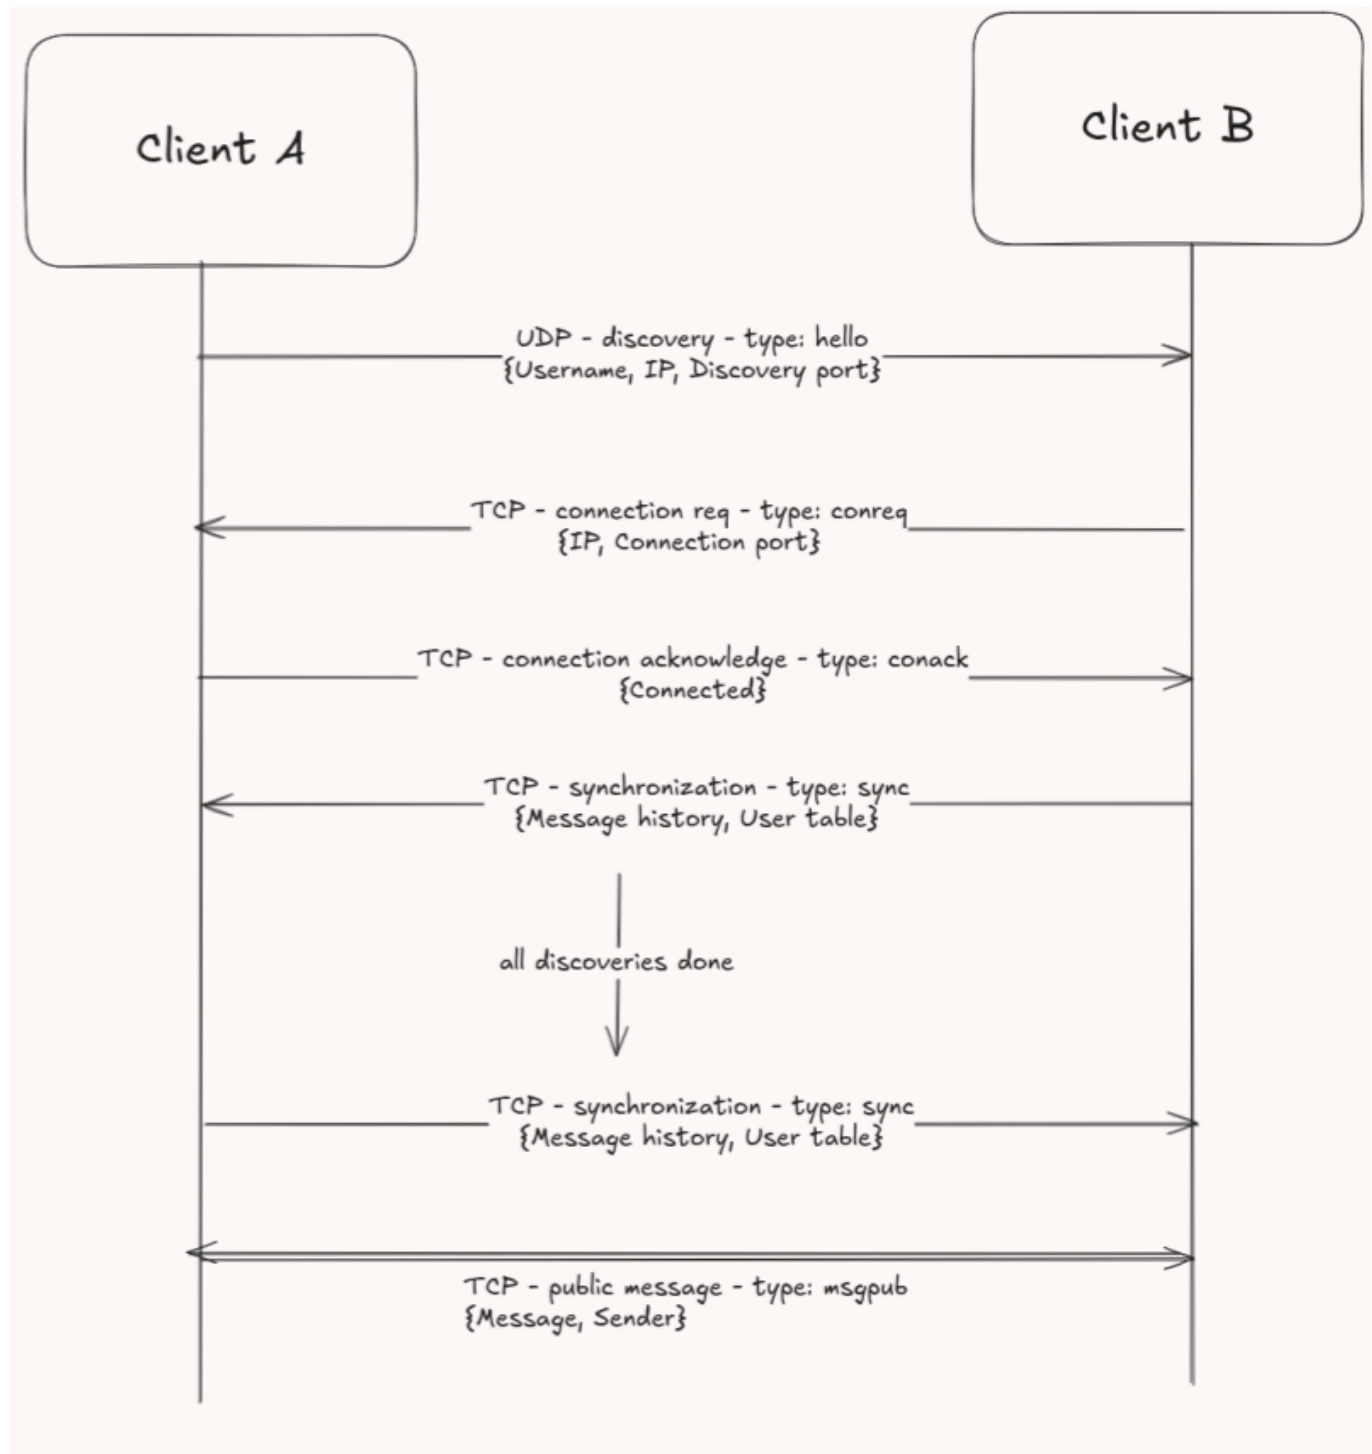 Client A
Client B
UDP - discovery - type: hello
{Username, IP, Discovery port}
TCP - connection req - type: conreq
{IP, Connection port}
TCP - connection acknowledge - type: conack
{Connected}
TCP - synchronization - type: sync
{Message history, User table}
all discoveries done
TCP - synchronization - type: sync
{Message history, User table}
TCP - public message - type: msgpub
{Message, Sender}